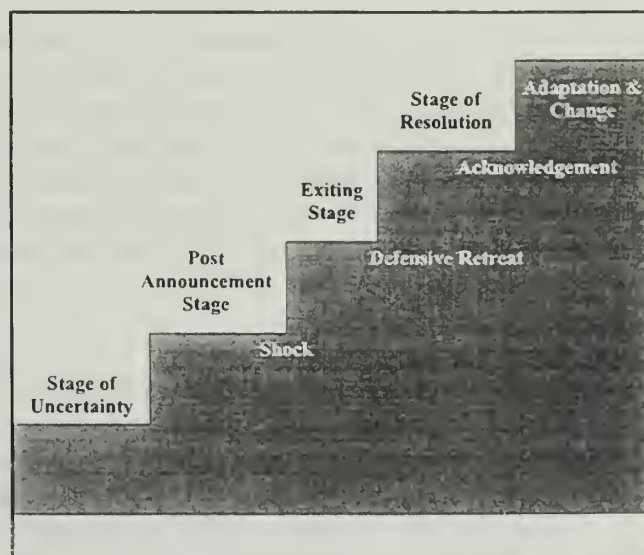 Adaptation &
Change
Stage of
Resolution
Acknowledgement
Exiting
Stage
Defensive Retreat
Post
Announcement
Stage
Shock
Stage of
Uncertainty